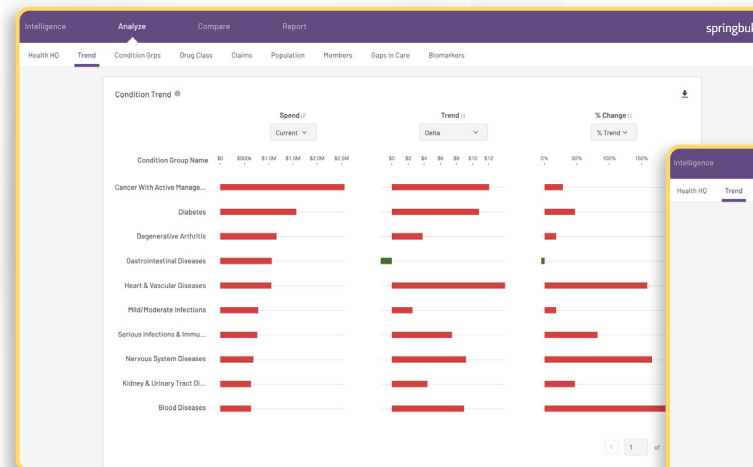 Intelligence Analyze Compare Report springbuk
Health HQ Trend Condition Grps Drug Class Claims Population Members Gaps in Care Biomarkers
Condition Trend
Spend Trend % Change
Current Delta % Trend
Condition Group Name $0 $500k $1.0M $1.5M $2.0M $2.5M $0 $2 $4 $6 $8 $10 $12 0% 50% 100% 150%
Cancer With Active Manage...
Diabetes
Degenerative Arthritis
Gastrointestinal Diseases
Heart & Vascular Diseases
Mild/Moderate Infections
Serious Infections & Immu...
Nervous System Diseases
Kidney & Urinary Tract Di...
Blood Diseases
1 of
Intelligence
Health HQ Trend